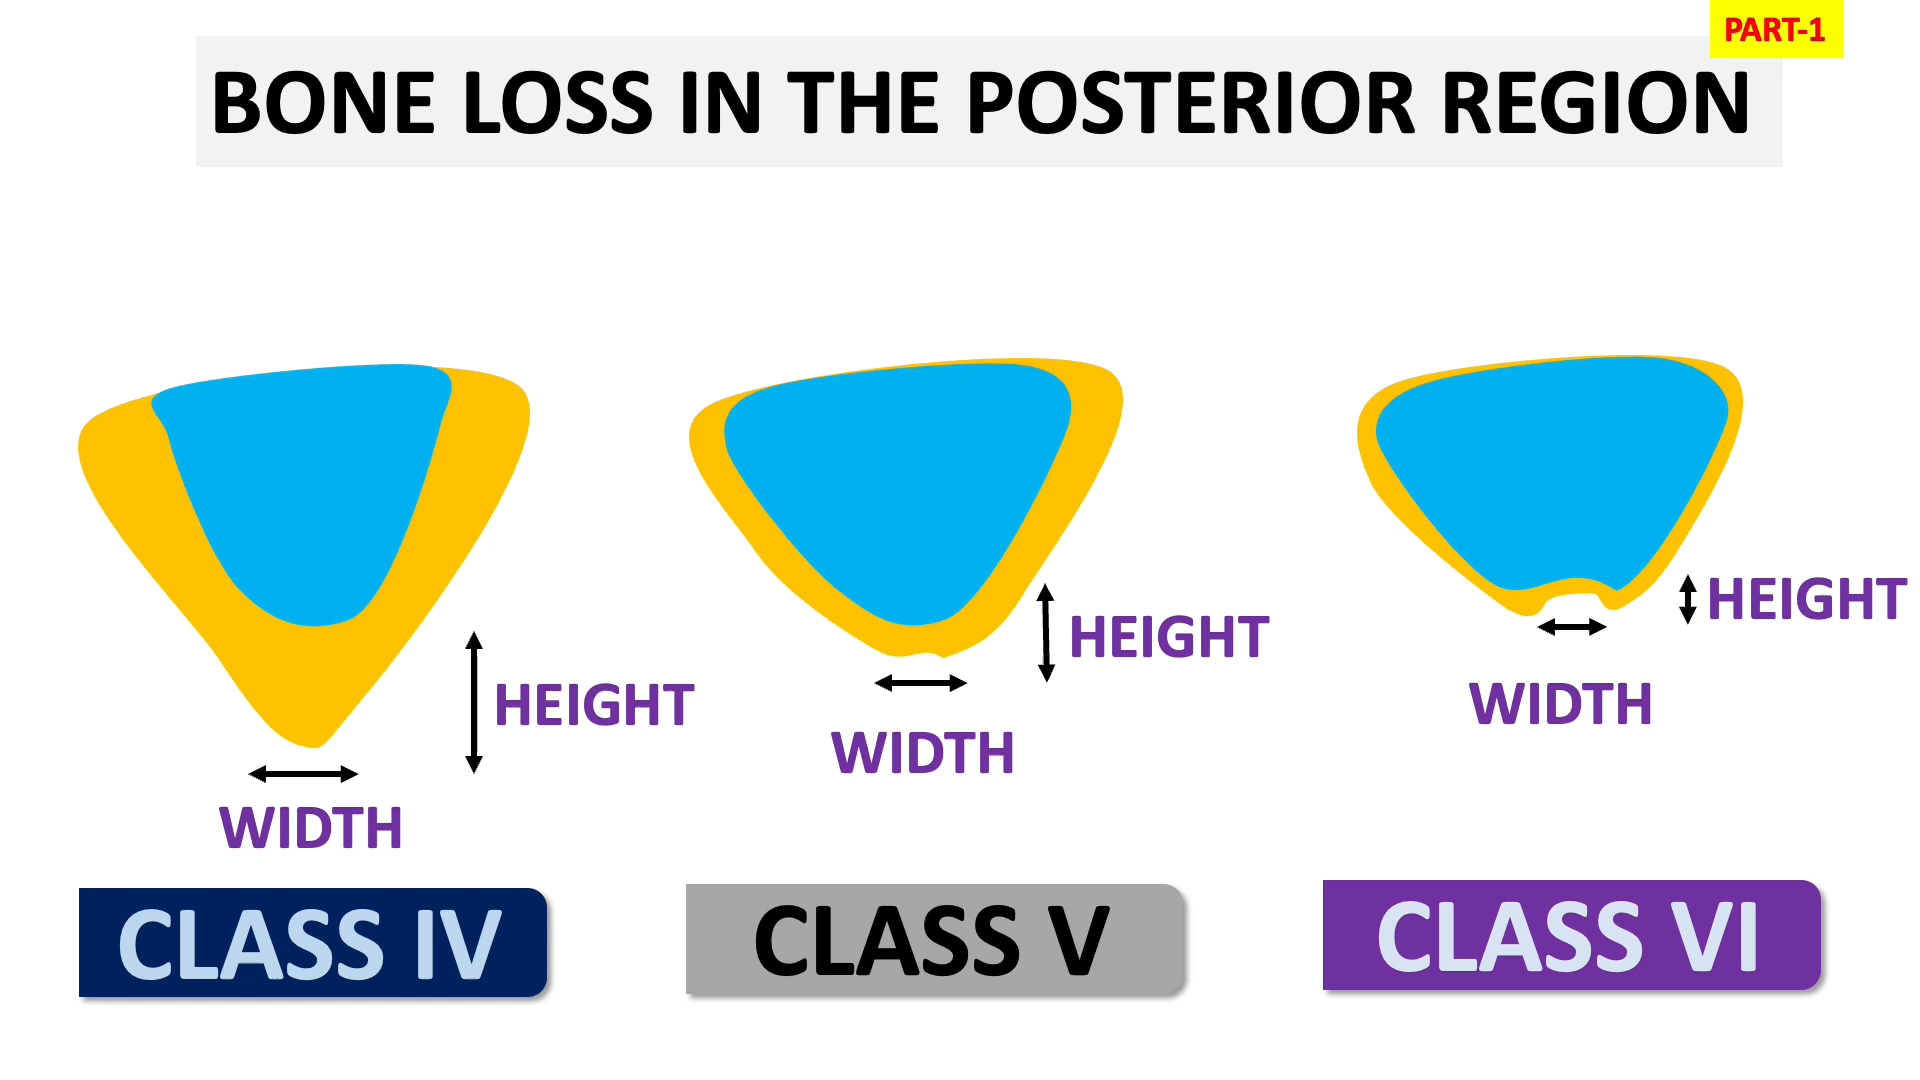 PART-1
BONE LOSS IN THE POSTERIOR REGION
HEIGHT
WIDTH
HEIGHT
WIDTH
HEIGHT
WIDTH
CLASS IV
CLASS V
CLASS VI